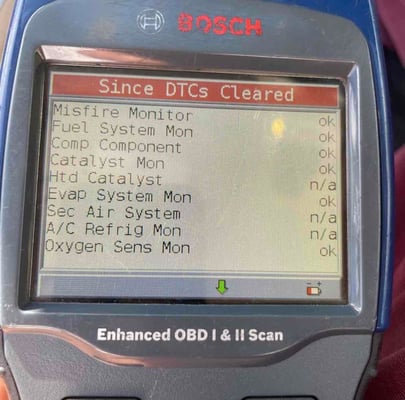 BOSCH
Since DTCs Cleared
Misfire Monitor ok
Fuel System Mon ok
Comp Component ok
Catalyst Mon ok
Htd Catalyst n/a
Evap System Mon ok
Sec Air System n/a
A/C Refrig Mon n/a
Oxygen Sens Mon ok
Enhanced OBD I & II Scan